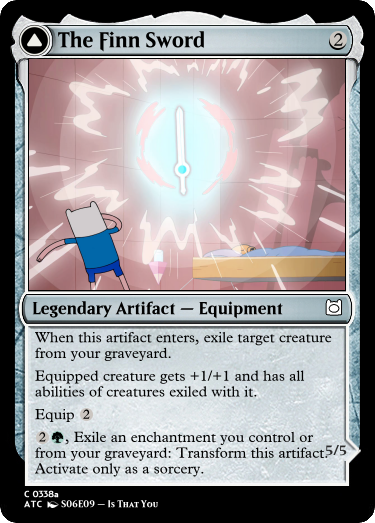 The Finn Sword 2
Legendary Artifact — Equipment
When this artifact enters, exile target creature
from your graveyard.
Equipped creature gets +1/+1 and has all
abilities of creatures exiled with it.
Equip 2
2 , Exile an enchantment you control or
from your graveyard: Transform this artifact.
Activate only as a sorcery.
5/5
C 0338a
ATC S06E09 — Is That You